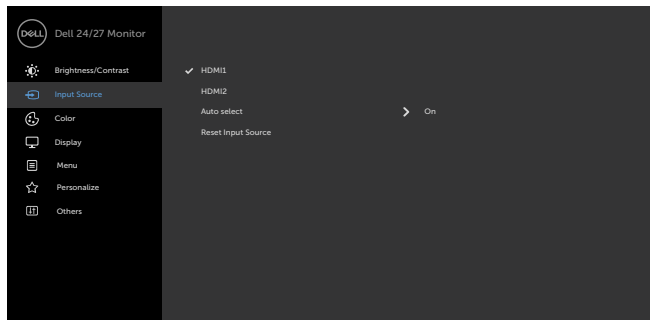 DELL Dell 24/27 Monitor
Brightness/Contrast
Input Source
Color
Display
Menu
Personalize
Others
HDMI1
HDMI2
Auto select On
Reset Input Source